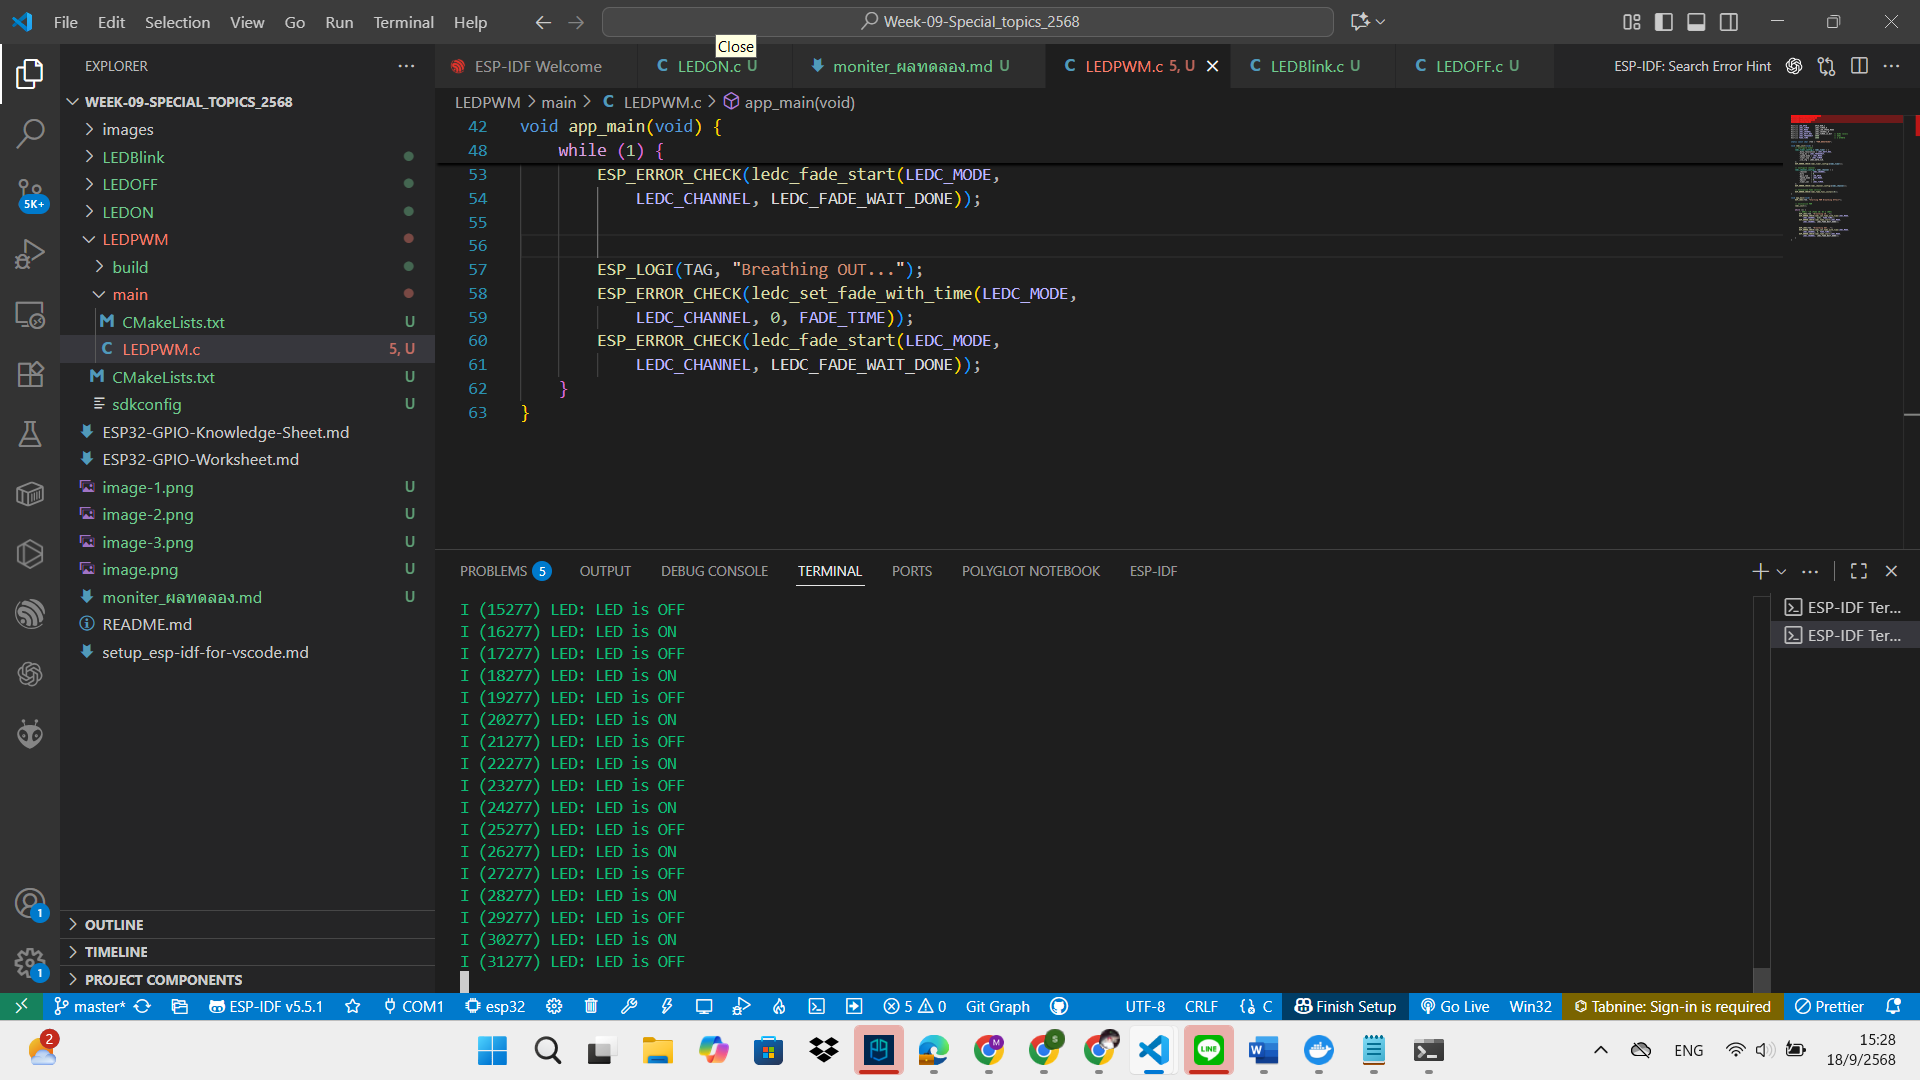 File Edit Selection View Go Run Terminal Help
Week-09-Special_topics_2568
Close
EXPLORER
ESP-IDF Welcome
LEDON.c U
moniter_ผลทดลอง.md U
LEDPWM.c 5, U
LEDBlink.c U
LEDOFF.c U
ESP-IDF: Search Error Hint
LEDPWM > main > C LEDPWM.c > app_main(void)
WEEK-09-SPECIAL_TOPICS_2568
images
LEDBlink
LEDOFF
LEDON
LEDPWM
build
main
CMakeLists.txt U
LEDPWM.c 5, U
CMakeLists.txt U
sdkconfig U
ESP32-GPIO-Knowledge-Sheet.md
ESP32-GPIO-Worksheet.md
image-1.png U
image-2.png U
image-3.png U
image.png U
moniter_ผลทดลอง.md U
README.md
setup_esp-idf-for-vscode.md
OUTLINE
TIMELINE
PROJECT COMPONENTS
5K+
1
1
42 void app_main(void) {
48 while (1) {
53 ESP_ERROR_CHECK(ledc_fade_start(LEDC_MODE,
54 LEDC_CHANNEL, LEDC_FADE_WAIT_DONE));
55
56
57 ESP_LOGI(TAG, "Breathing OUT...");
58 ESP_ERROR_CHECK(ledc_set_fade_with_time(LEDC_MODE,
59 LEDC_CHANNEL, 0, FADE_TIME));
60 ESP_ERROR_CHECK(ledc_fade_start(LEDC_MODE,
61 LEDC_CHANNEL, LEDC_FADE_WAIT_DONE));
62 }
63 }
PROBLEMS 5 OUTPUT DEBUG CONSOLE TERMINAL PORTS POLYGLOT NOTEBOOK ESP-IDF
I (15277) LED: LED is OFF
I (16277) LED: LED is ON
I (17277) LED: LED is OFF
I (18277) LED: LED is ON
I (19277) LED: LED is OFF
I (20277) LED: LED is ON
I (21277) LED: LED is OFF
I (22277) LED: LED is ON
I (23277) LED: LED is OFF
I (24277) LED: LED is ON
I (25277) LED: LED is OFF
I (26277) LED: LED is ON
I (27277) LED: LED is OFF
I (28277) LED: LED is ON
I (29277) LED: LED is OFF
I (30277) LED: LED is ON
I (31277) LED: LED is OFF
ESP-IDF Ter...
ESP-IDF Ter...
master* ESP-IDF v5.5.1 COM1 esp32 5 0 Git Graph UTF-8 CRLF {} C Finish Setup Go Live Win32 Tabnine: Sign-in is required Prettier
2
ENG
15:28
18/9/2568